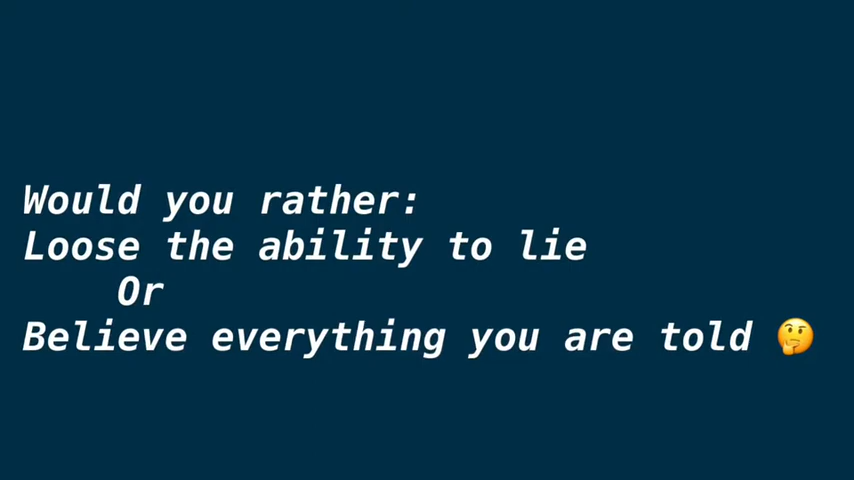 Would you rather:
Loose the ability to lie
Or
Believe everything you are told 🤔